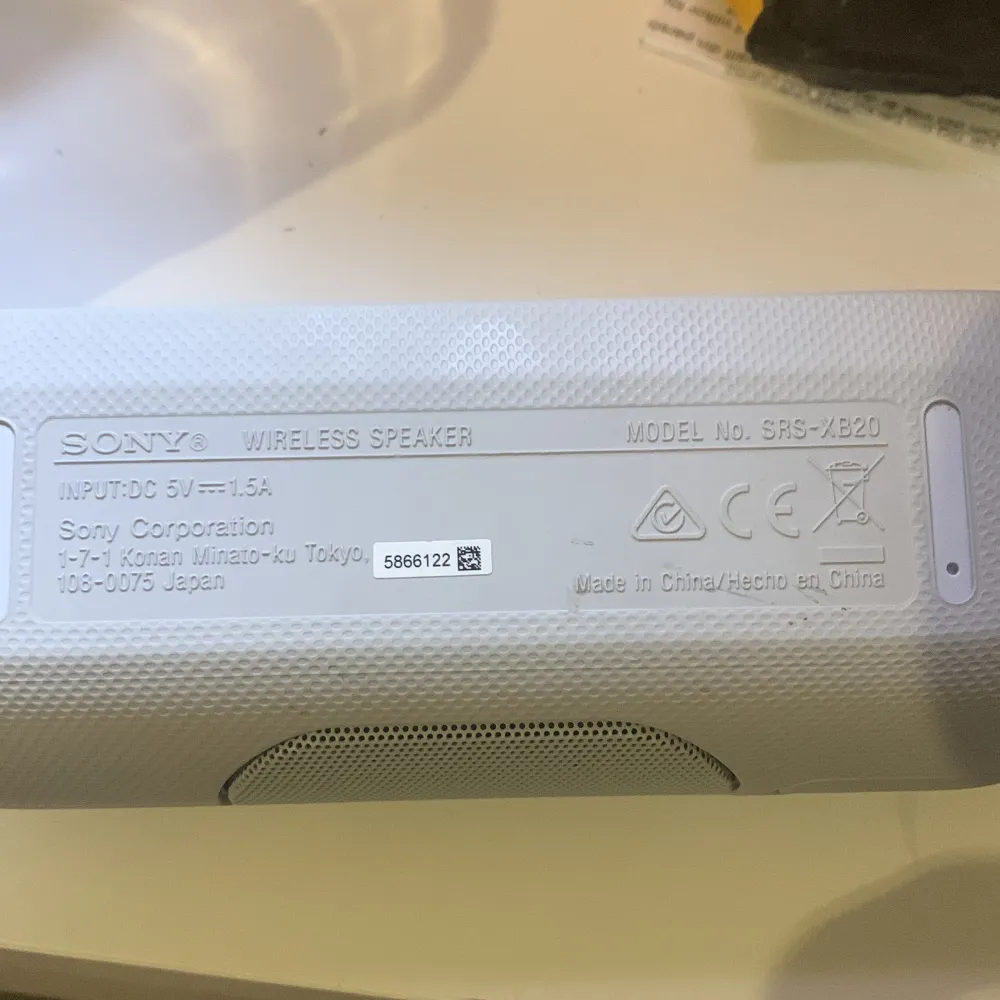 SONY® WIRELESS SPEAKER MODEL No. SRS-XB20
INPUT:DC 5V⎓1.5A
Sony Corporation
1-7-1 Konan Minato-ku Tokyo,
108-0075 Japan
5866122
CE
Made in China/Hecho en China